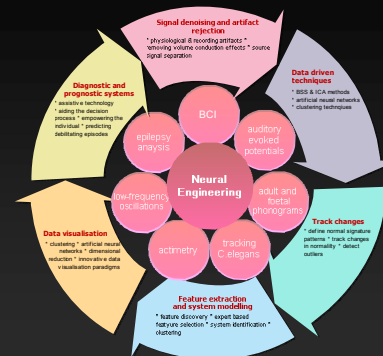 Signal denoising and artifact
rejection
* physiological & recording artifacts *
removing volume conduction effects * source
signal separation
Data driven
techniques
* BSS & ICA methods
* artificial neural networks
* clustering techniques
Track changes
* define normal signature
patterns * track changes
in normality * detect
outliers
Feature extraction
and system modelling
* feature discovery * expert based
feature selection * system identification *
clustering
Data visualisation
* clustering * artificial neural
networks * dimensional
reduction * innovative data
visualisation paradigms
Diagnostic and
prognostic systems
* assistive technology
* aiding the decision
process * empowering the
individual * predicting
debilitating episodes
BCI
auditory
evoked
potentials
adult and
foetal
phonograms
tracking
C elegans
actimetry
low-frequency
oscillations
epilepsy
anaysis
Neural
Engineering